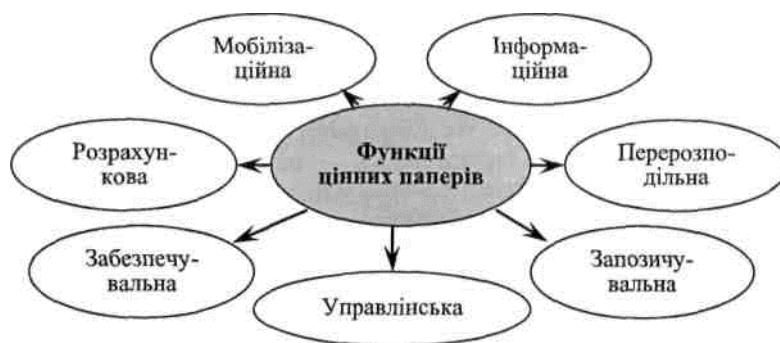 Мобіліза-
ційна
Інформа-
ційна
Розрахун-
кова
Функції
цінних паперів
Перерозпо-
дільна
Забезпечу-
вальна
Управлінська
Запозичу-
вальна